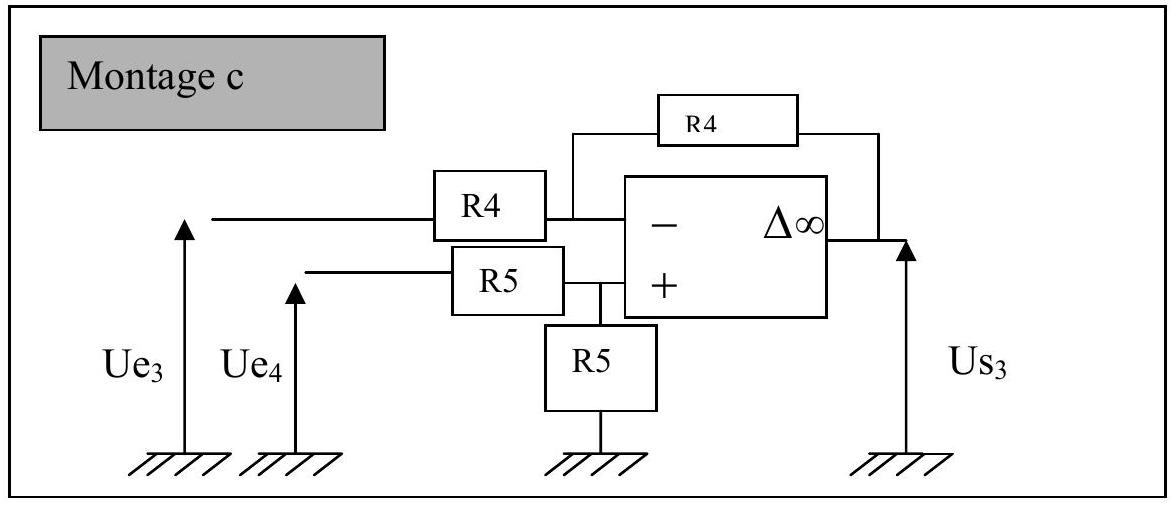 Montage c
R4
R4
− Δ∞
R5
+
Ue₃
Ue₄
R5
Us₃